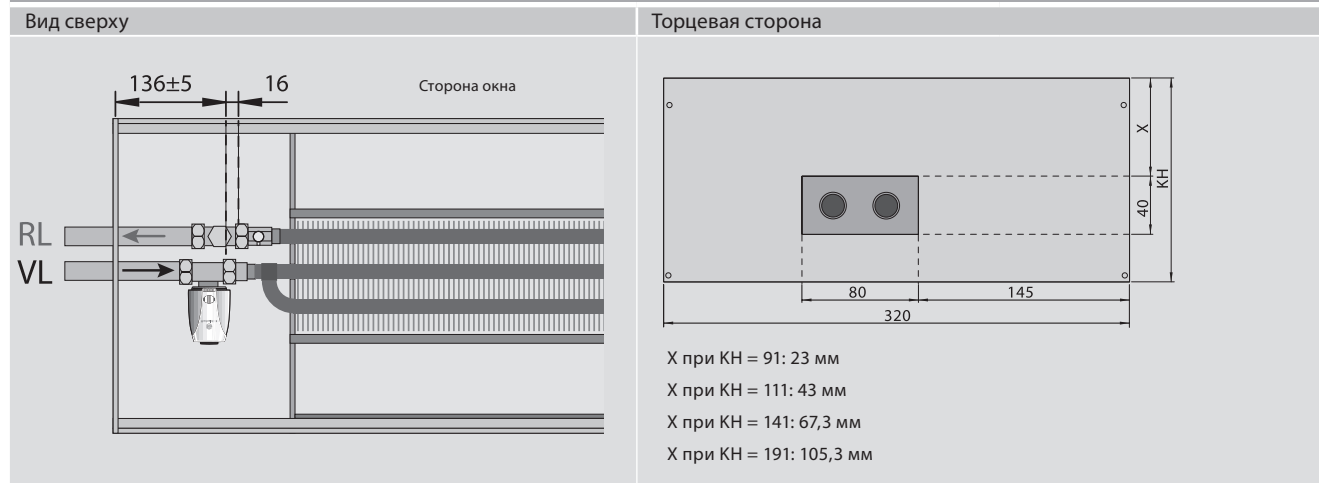 Вид сверху
136±5
16
Сторона окна
RL
VL
Торцевая сторона
X
KH
40
80
145
320
X при KH = 91: 23 мм
X при KH = 111: 43 мм
X при KH = 141: 67,3 мм
X при KH = 191: 105,3 мм